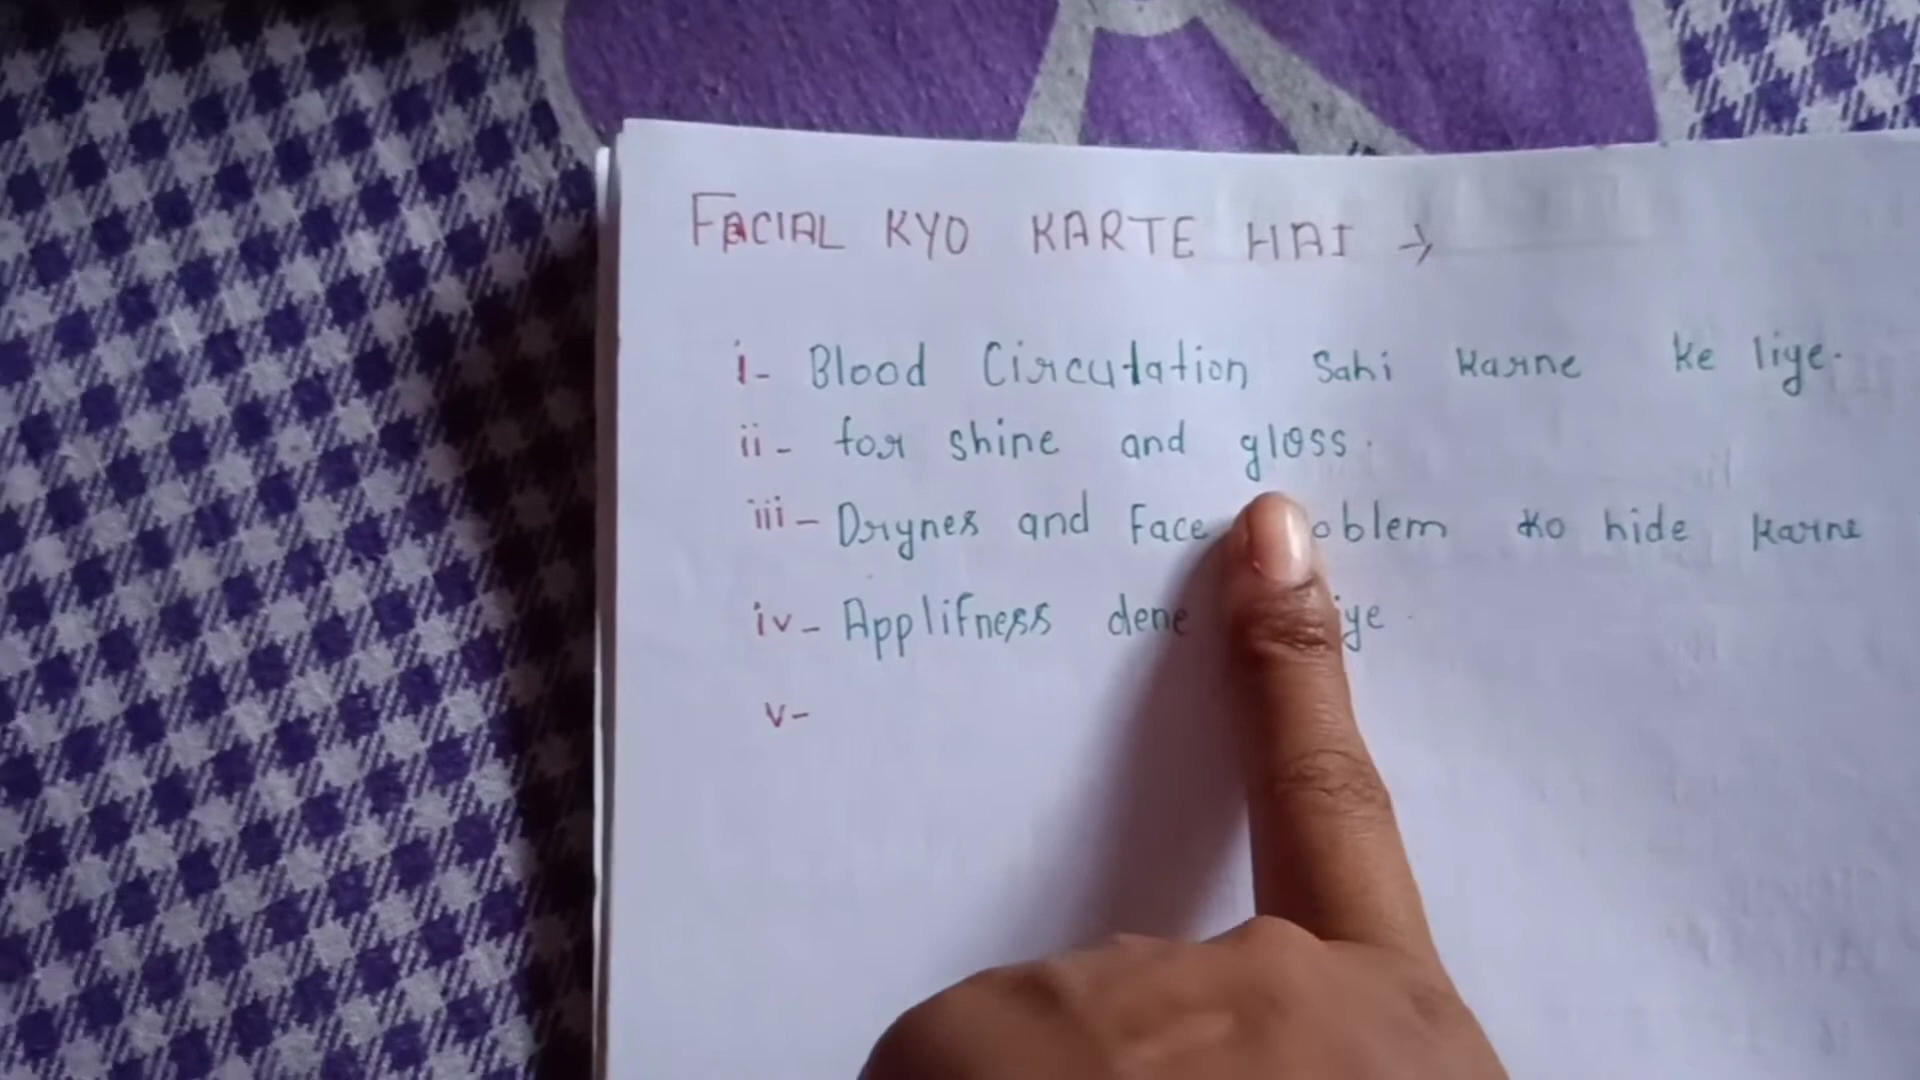 FACIAL KYO KARTE HAI →
i- Blood Circutation Sahi Karne Ke liye.
ii- for shine and gloss.
iii- Drynes and Face oblem Ko hide Karne
iv- Applifness dene iye.
v-